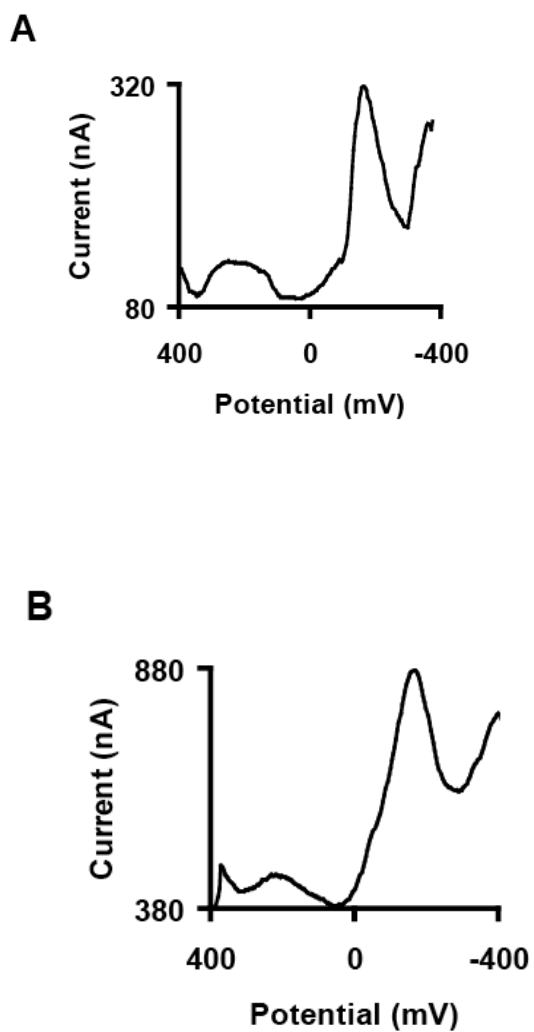 A
320
Current (nA)
80
400 0 -400
Potential (mV)
B
880
Current (nA)
380
400 0 -400
Potential (mV)